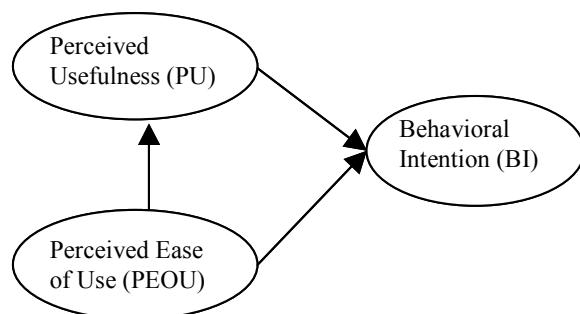 Perceived
Usefulness (PU)
Behavioral
Intention (BI)
Perceived Ease
of Use (PEOU)